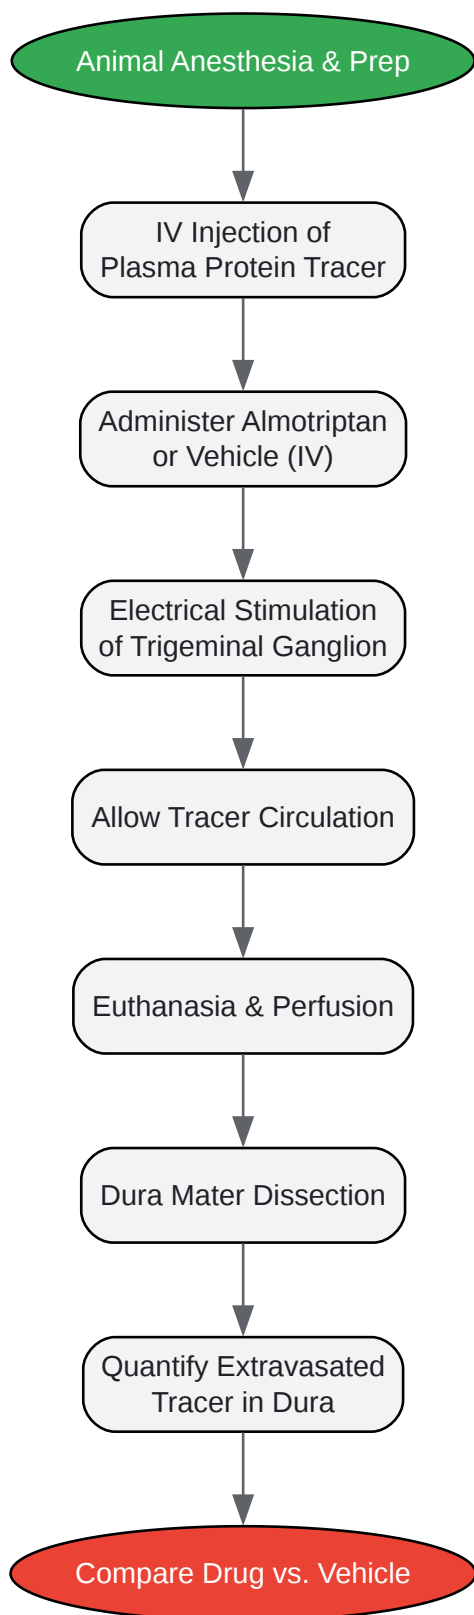 Animal Anesthesia & Prep
IV Injection of
Plasma Protein Tracer
Administer Almotriptan
or Vehicle (IV)
Electrical Stimulation
of Trigeminal Ganglion
Allow Tracer Circulation
Euthanasia & Perfusion
Dura Mater Dissection
Quantify Extravasated
Tracer in Dura
Compare Drug vs. Vehicle